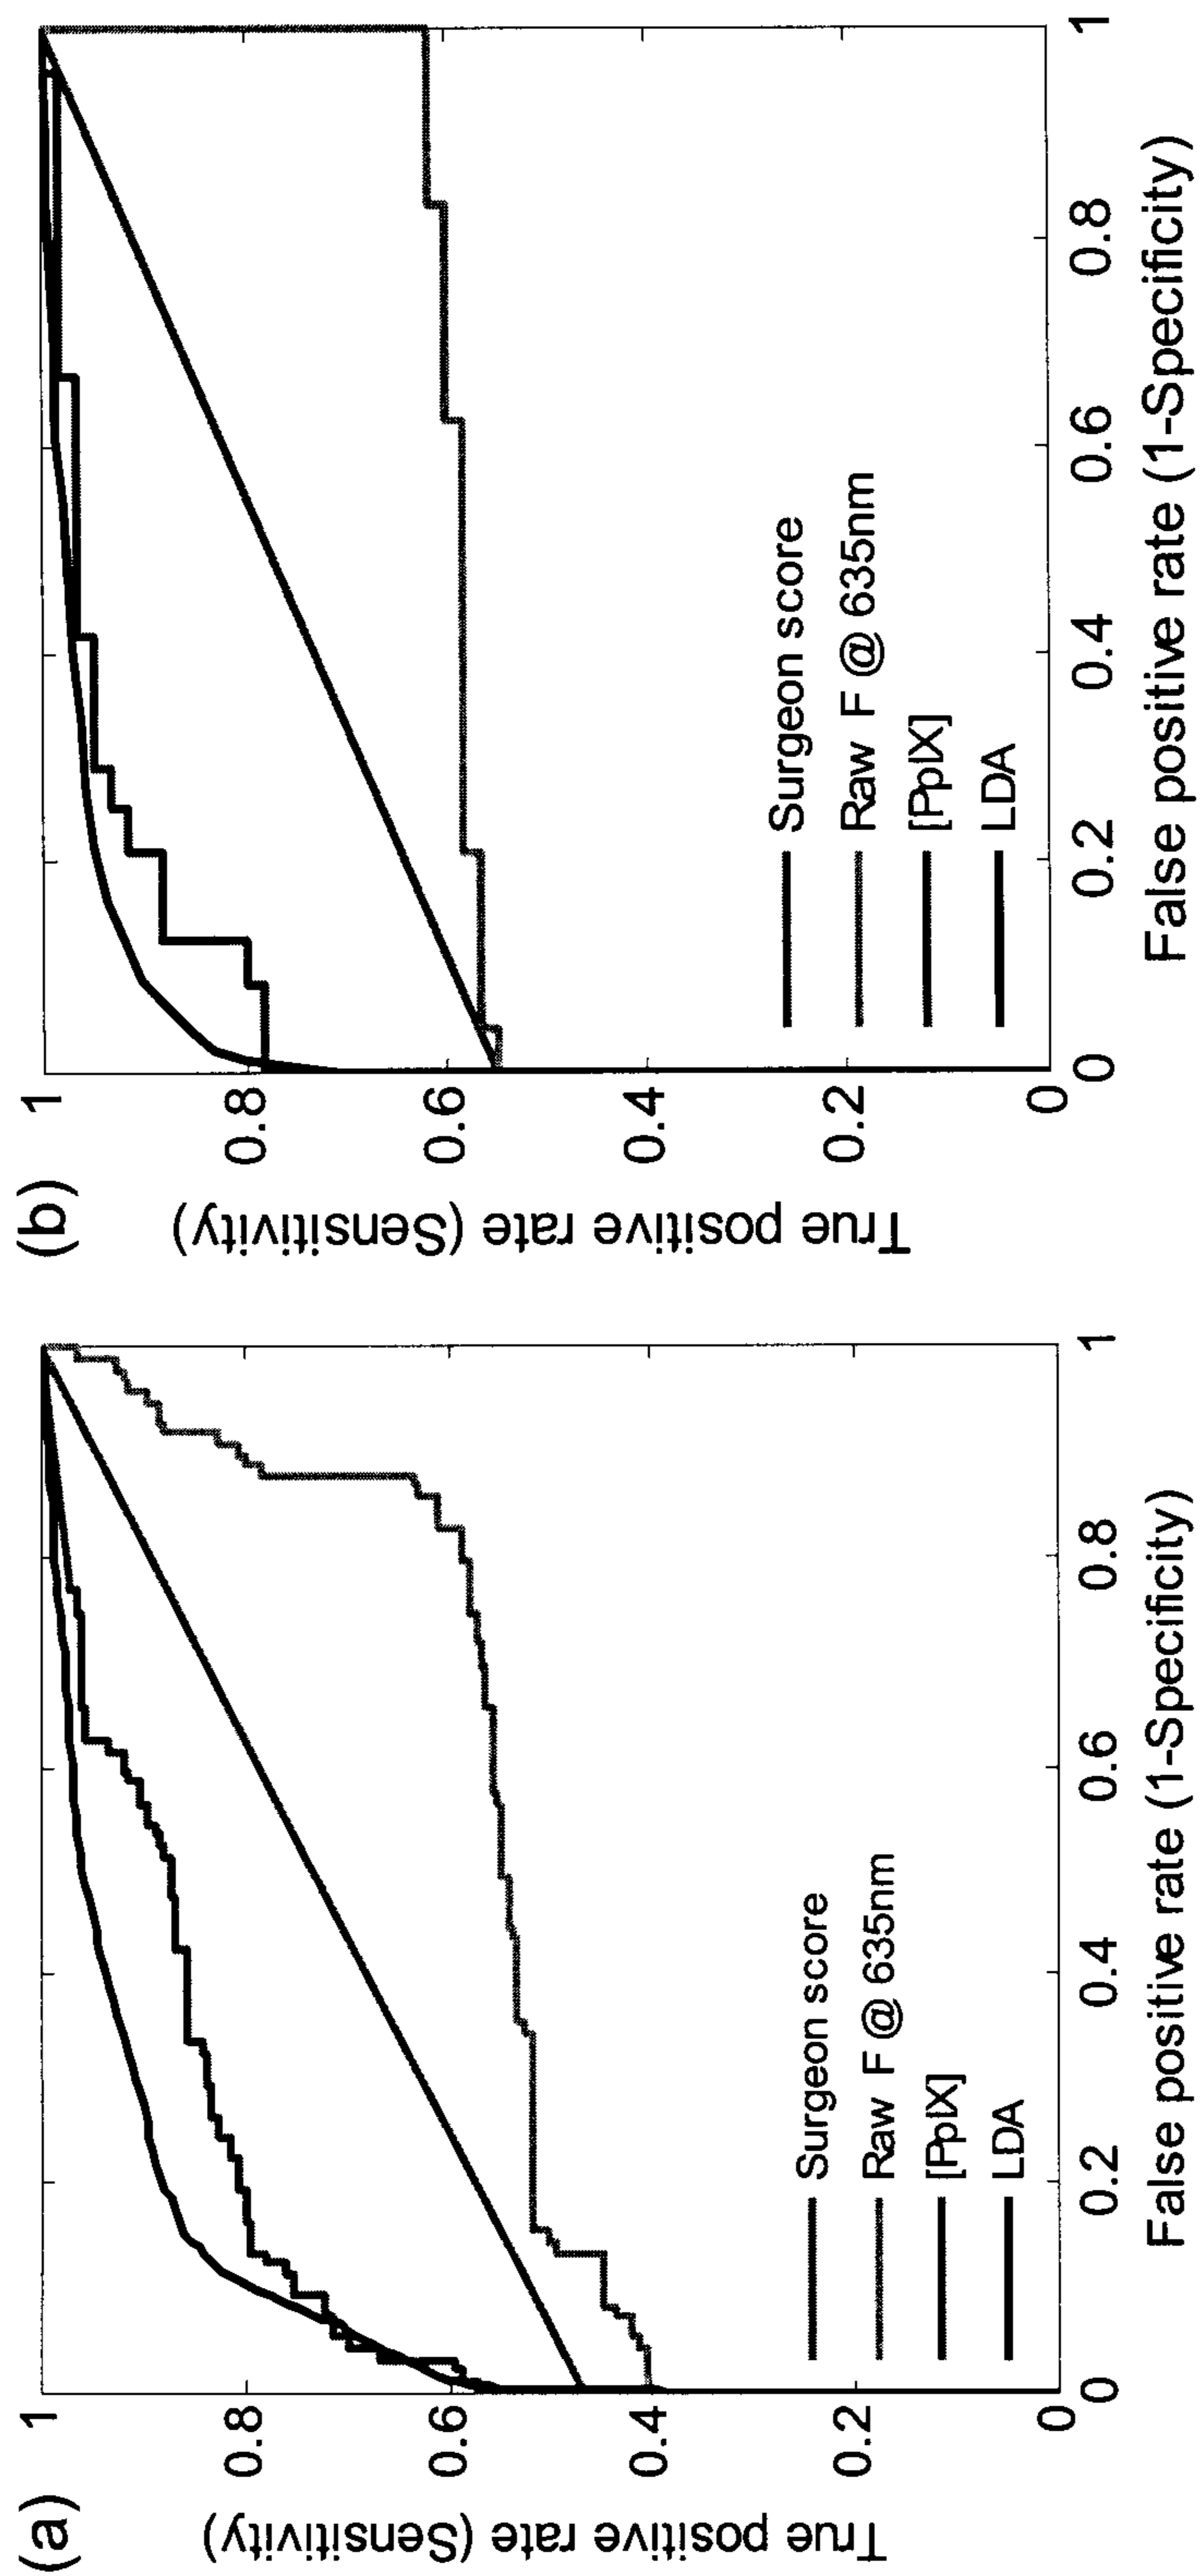 (a)
True positive rate (Sensitivity)
1
0.8
0.6
0.4
0.2
0
Surgeon score
Raw F @ 635nm
[PpIX]
LDA
0
0.2
0.4
0.6
0.8
1
False positive rate (1-Specificity)
(b)
True positive rate (Sensitivity)
1
0.8
0.6
0.4
0.2
0
Surgeon score
Raw F @ 635nm
[PpIX]
LDA
0
0.2
0.4
0.6
0.8
1
False positive rate (1-Specificity)